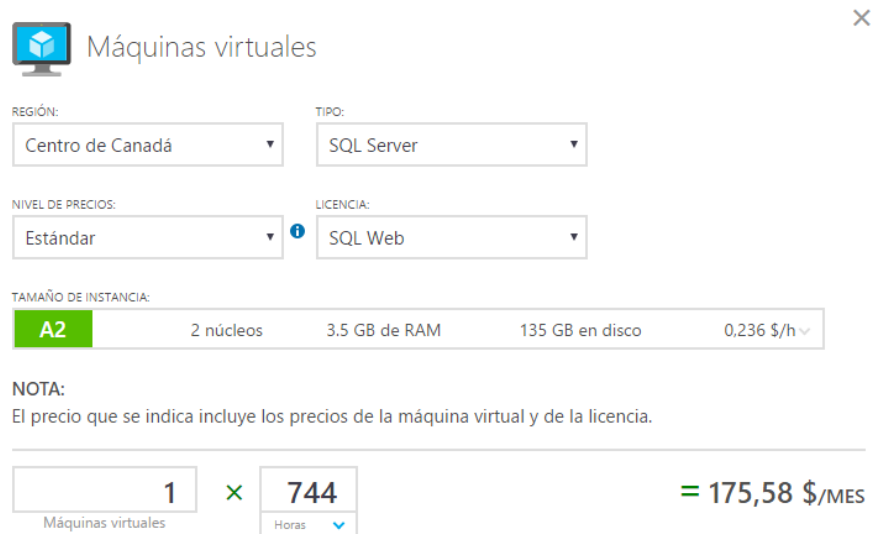 Máquinas virtuales
REGIÓN: TIPO:
Centro de Canadá SQL Server
NIVEL DE PRECIOS: LICENCIA:
Estándar SQL Web
TAMAÑO DE INSTANCIA:
A2 2 núcleos 3.5 GB de RAM 135 GB en disco 0,236 $/h
NOTA:
El precio que se indica incluye los precios de la máquina virtual y de la licencia.
1 × 744 = 175,58 $/MES
Máquinas virtuales Horas